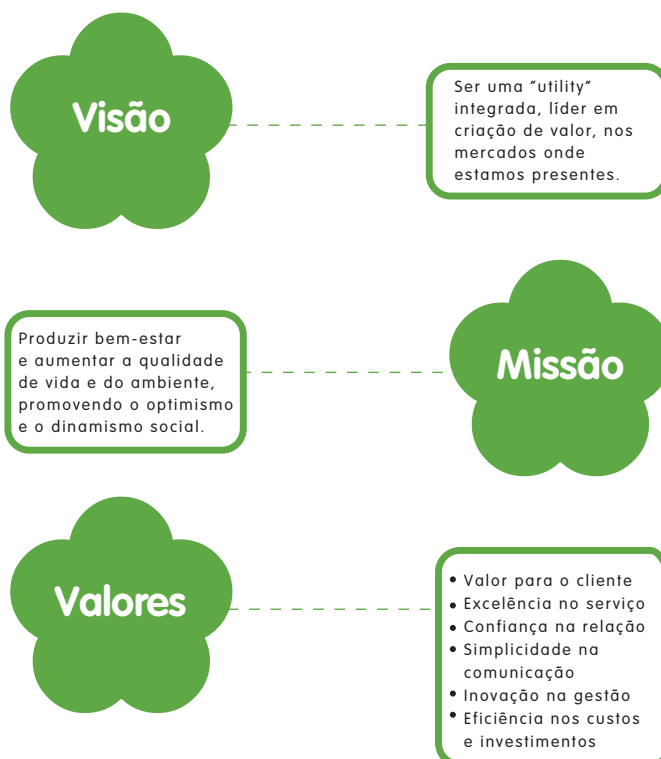 Visão
Ser uma “utility”
integrada, líder em
criação de valor, nos
mercados onde
estamos presentes.
Produzir bem-estar
e aumentar a qualidade
de vida e do ambiente,
promovendo o optimismo
e o dinamismo social.
Missão
Valores
• Valor para o cliente
• Excelência no serviço
• Confiança na relação
• Simplicidade na
comunicação
• Inovação na gestão
• Eficiência nos custos
e investimentos